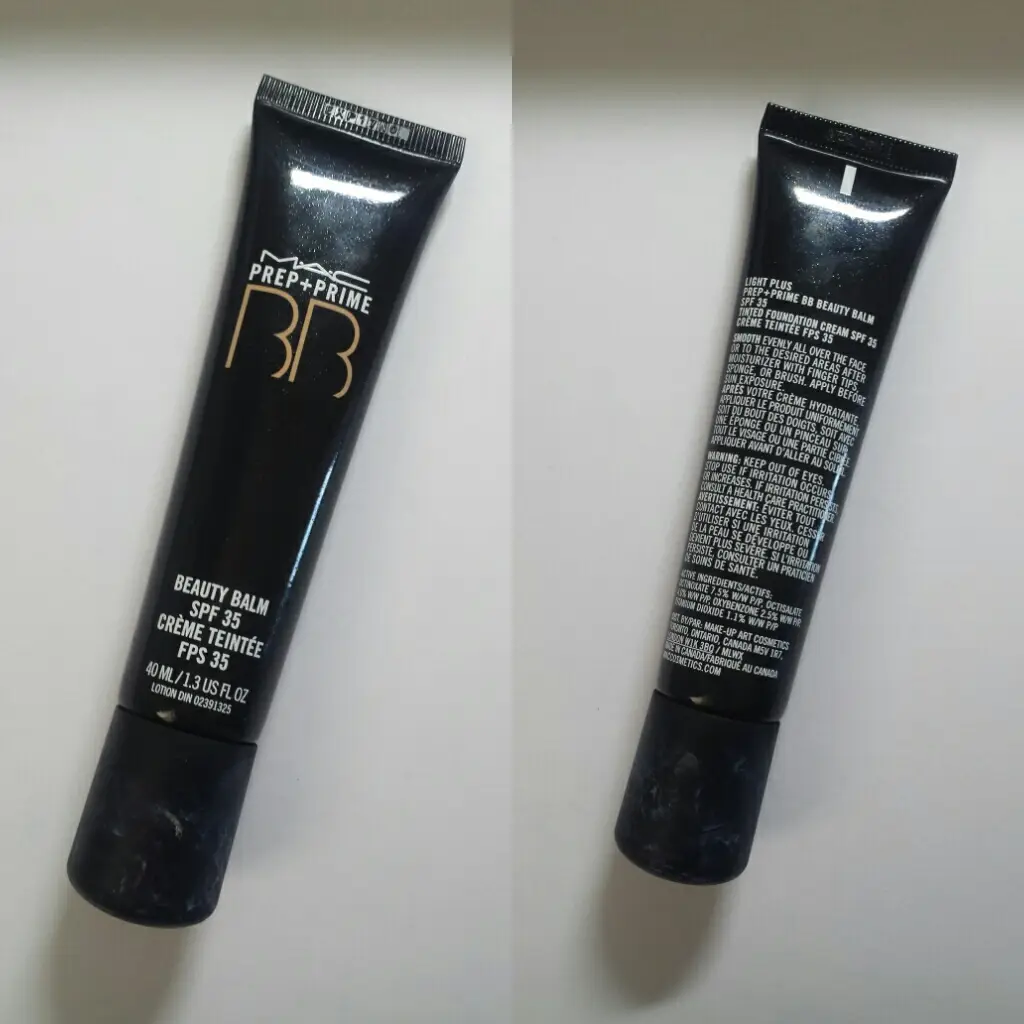 MAC
PREP+PRIME
BB
BEAUTY BALM
SPF 35
CRÈME TEINTÉE
FPS 35
40 ML / 1.3 US FL OZ
LOTION DIN 02391325
LIGHT PLUS
PREP+PRIME BB BEAUTY BALM
SPF 35
TINTED FOUNDATION CREAM SPF 35
CRÈME TEINTÉE FPS 35
SMOOTH EVENLY ALL OVER THE FACE
OR TO THE DESIRED AREAS AFTER
MOISTURIZER WITH FINGER TIPS,
SPONGE, OR BRUSH. APPLY BEFORE
SUN EXPOSURE.
APRÈS VOTRE CRÈME HYDRATANTE,
APPLIQUER LE PRODUIT UNIFORMEMENT
SOIT DU BOUT DES DOIGTS, SOIT AVEC
UNE ÉPONGE OU UN PINCEAU SUR
TOUT LE VISAGE OU UNE PARTIE CIBLÉE.
APPLIQUER AVANT D'ALLER AU SOLEIL.
WARNING: KEEP OUT OF EYES.
STOP USE IF IRRITATION OCCURS
OR INCREASES. IF IRRITATION PERSISTS,
CONSULT A HEALTH CARE PRACTITIONER
AVERTISSEMENT: ÉVITER TOUT
CONTACT AVEC LES YEUX. CESSER
D'UTILISER SI UNE IRRITATION
DE LA PEAU SE DÉVELOPPE OU
DEVIENT PLUS SEVÈRE. SI L'IRRITATION
PERSISTE, CONSULTER UN PRATICIEN
DE SOINS DE SANTÉ.
ACTIVE INGREDIENTS/ACTIFS:
OCTINOXATE 7.5% W/W P/P, OCTISALATE
W/W P/P, OXYBENZONE 2.5% W/W P/P,
TITANIUM DIOXIDE 1.1% W/W P/P
DIST. BY/PAR: MAKE-UP ART COSMETICS
TORONTO, ONTARIO, CANADA M5V 1R7,
LONDON W1K 3BQ / MLWX
MADE IN CANADA/FABRIQUÉ AU CANADA
MACCOSMETICS.COM